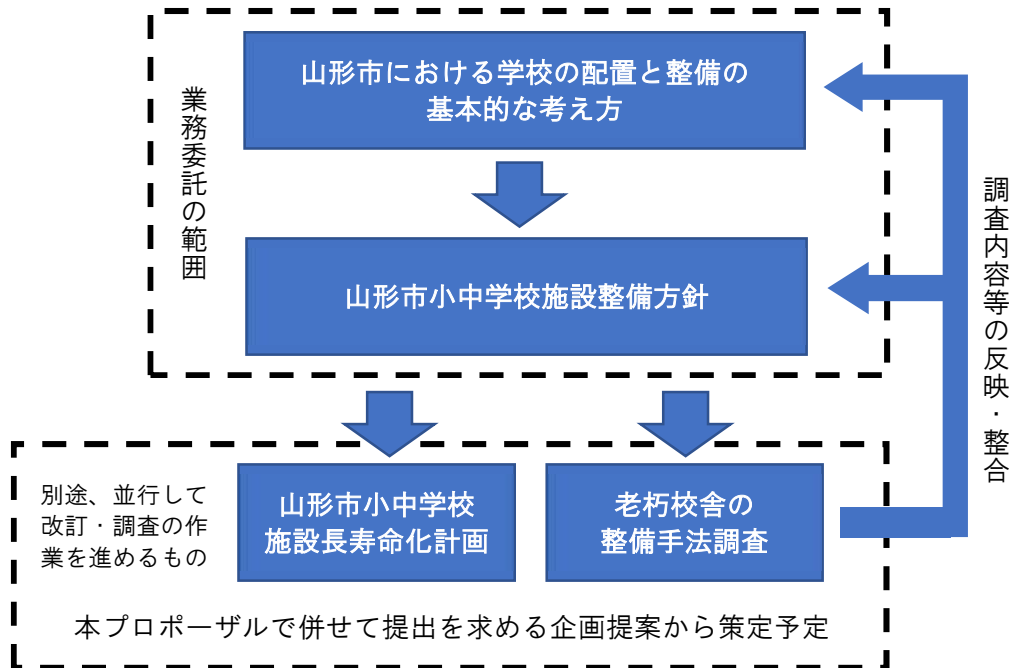 業務委託の範囲
山形市における学校の配置と整備の
基本的な考え方
山形市小中学校施設整備方針
調査内容等の反映・整合
別途、並行して
改訂・調査の作
業を進めるもの
山形市小中学校
施設長寿命化計画
老朽校舎の
整備手法調査
本プロポーザルで併せて提出を求める企画提案から策定予定